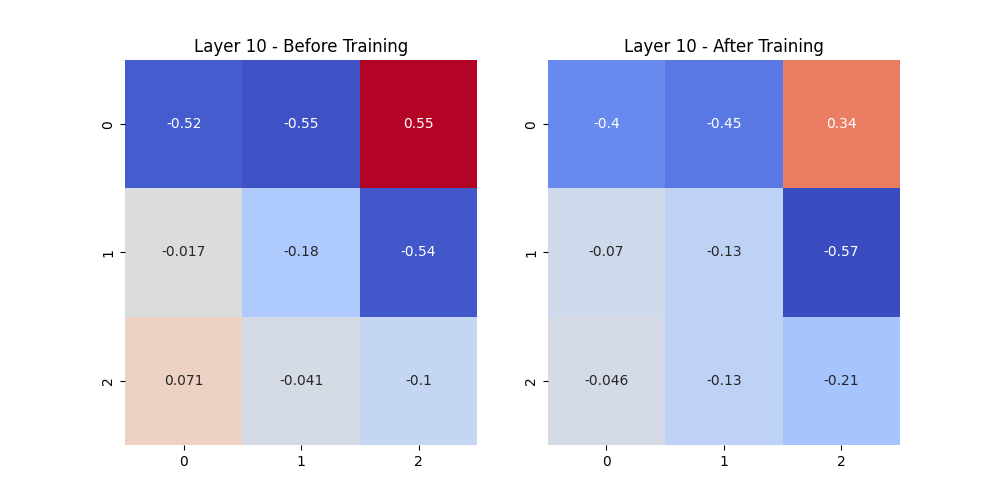 Layer 10 - Before Training
0 -0.52 -0.55 0.55
1 -0.017 -0.18 -0.54
2 0.071 -0.041 -0.1
0 1 2
Layer 10 - After Training
0 -0.4 -0.45 0.34
1 -0.07 -0.13 -0.57
2 -0.046 -0.13 -0.21
0 1 2